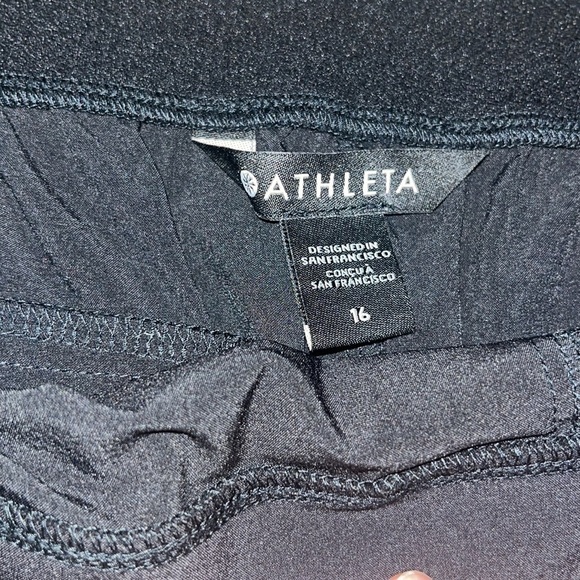 ATHLETA
DESIGNED IN
SAN FRANCISCO
CONÇU À
SAN FRANCISCO
16